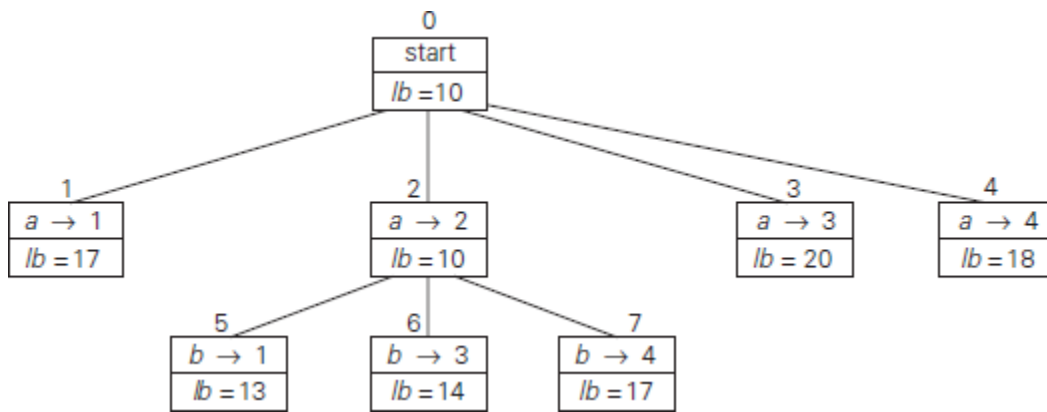 0
start
lb =10
1
2
3
4
a → 1
a → 2
a → 3
a → 4
lb =17
lb =10
lb = 20
lb =18
5
6
7
b → 1
b → 3
b → 4
lb =13
lb =14
lb =17